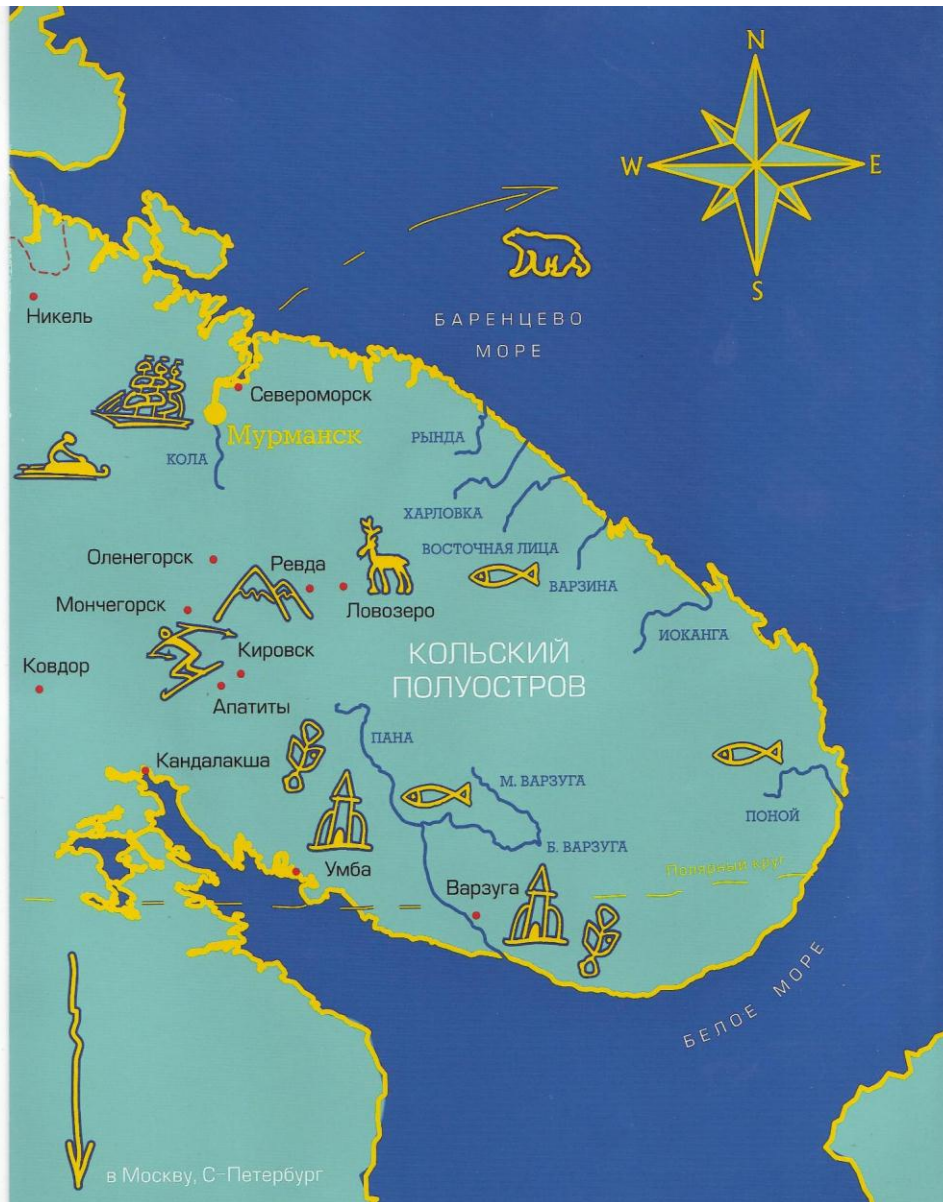 N
W
E
S
БАРЕНЦЕВО
МОРЕ
Никель
Североморск
Мурманск
КОЛА
РЫНДА
ХАРЛОВКА
ВОСТОЧНАЯ ЛИЦА
ВАРЗИНА
ИОКАНГА
Оленегорск
Ревда
Мончегорск
Ловозеро
Кировск
КОЛЬСКИЙ
ПОЛУОСТРОВ
Ковдор
Апатиты
ПАНА
Кандалакша
М. ВАРЗУГА
ПОНОЙ
Б. ВАРЗУГА
Умба
Полярный круг
Варзуга
БЕЛОЕ МОРЕ
в Москву, С-Петербург